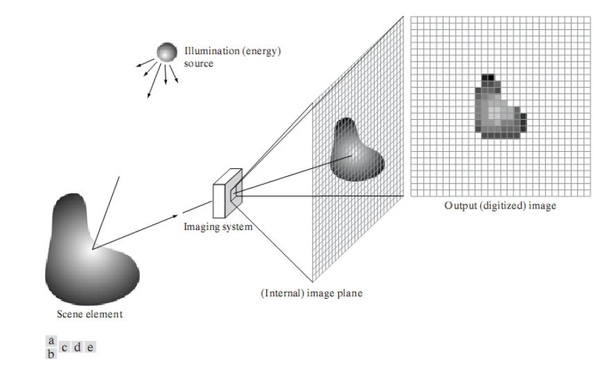 Illumination (energy)
source
Output (digitized) image
Imaging system
(Internal) image plane
Scene element
a
b c d e